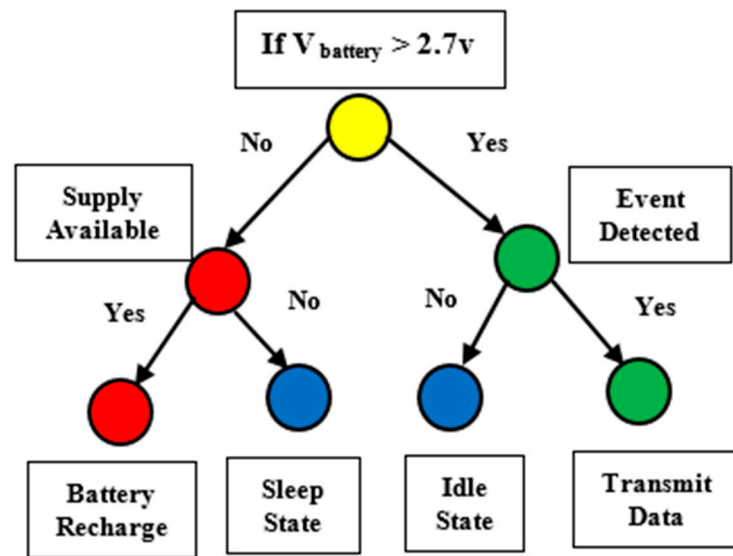 If V battery > 2.7v
No
Yes
Supply
Available
Event
Detected
Yes
No
No
Yes
Battery
Recharge
Sleep
State
Idle
State
Transmit
Data